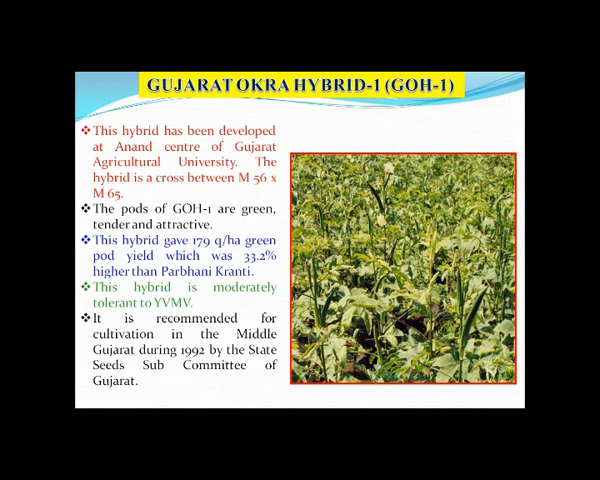 GUJARAT OKRA HYBRID-1 (GOH-1)
❖This hybrid has been developed
at Anand centre of Gujarat
Agricultural University. The
hybrid is a cross between M 56 x
M 65.
❖The pods of GOH-1 are green,
tender and attractive.
❖This hybrid gave 179 q/ha green
pod yield which was 33.2%
higher than Parbhani Kranti.
❖This hybrid is moderately
tolerant to YVMV.
❖It is recommended for
cultivation in the Middle
Gujarat during 1992 by the State
Seeds Sub Committee of
Gujarat.